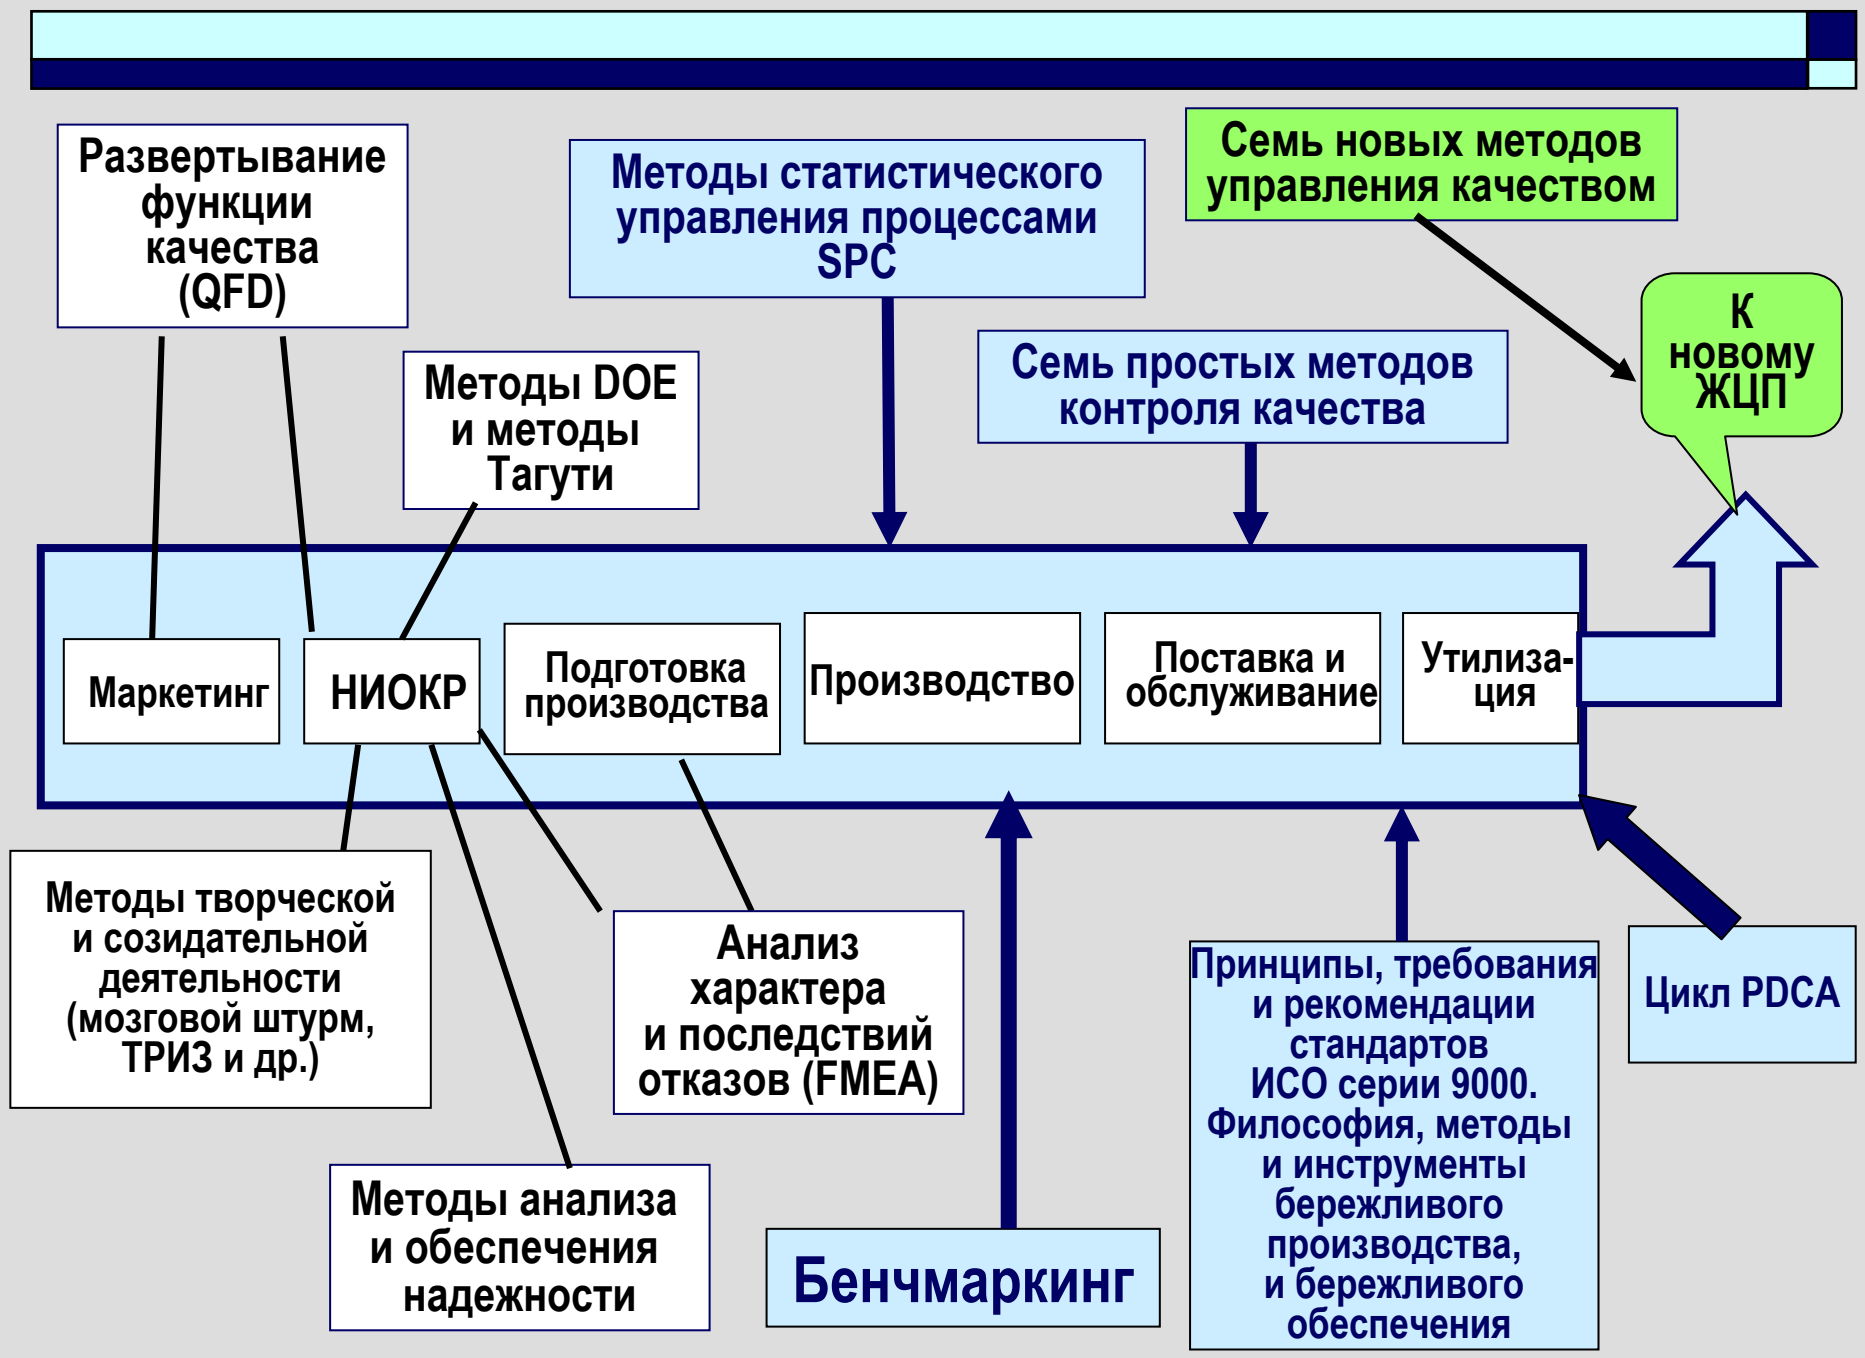 Развертывание
функции
качества
(QFD)
Методы статистического
управления процессами
SPC
Семь новых методов
управления качеством
К
новому
ЖЦП
Методы DOE
и методы
Тагути
Семь простых методов
контроля качества
Маркетинг
НИОКР
Подготовка
производства
Производство
Поставка и
обслуживание
Утилиза-
ция
Методы творческой
и созидательной
деятельности
(мозговой штурм,
ТРИЗ и др.)
Анализ
характера
и последствий
отказов (FMEA)
Методы анализа
и обеспечения
надежности
Бенчмаркинг
Принципы, требования
и рекомендации
стандартов
ИСО серии 9000.
Философия, методы
и инструменты
бережливого
производства,
и бережливого
обеспечения
Цикл PDCA